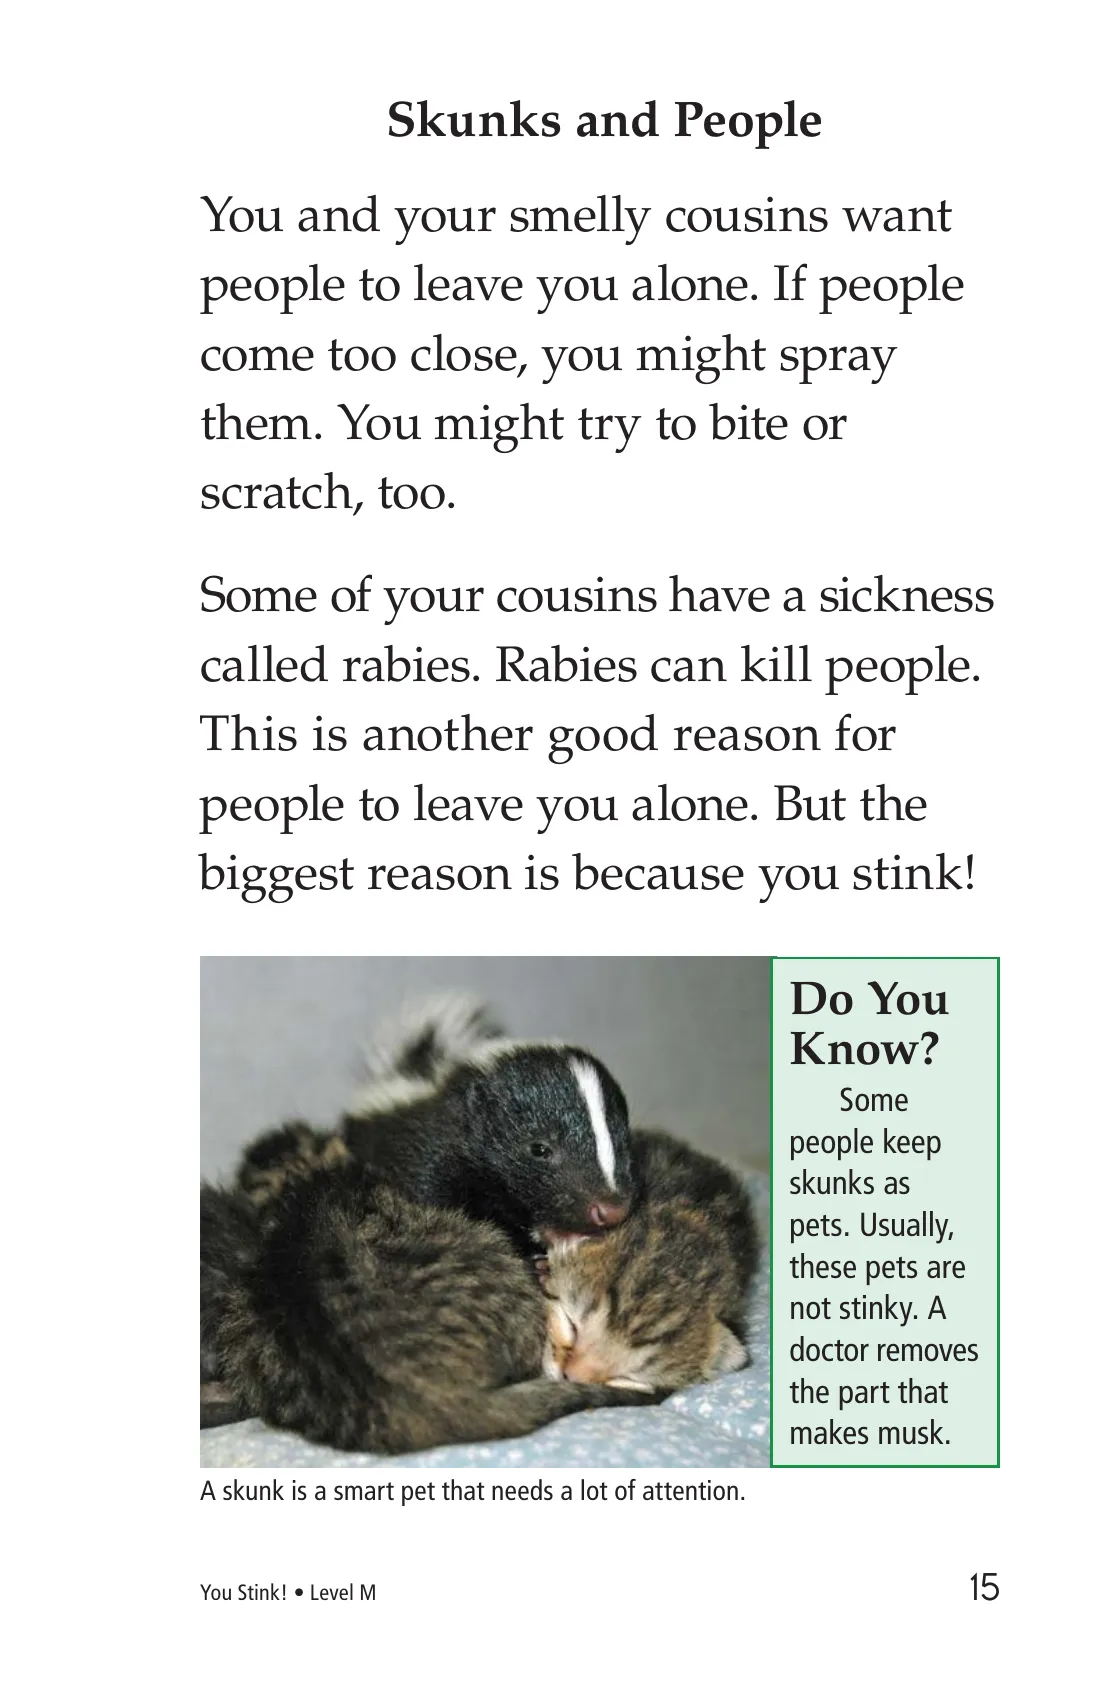 Skunks and People
You and your smelly cousins want
people to leave you alone. If people
come too close, you might spray
them. You might try to bite or
scratch, too.
Some of your cousins have a sickness
called rabies. Rabies can kill people.
This is another good reason for
people to leave you alone. But the
biggest reason is because you stink!
Do You
Know?
Some
people keep
skunks as
pets. Usually,
these pets are
not stinky. A
doctor removes
the part that
makes musk.
A skunk is a smart pet that needs a lot of attention.
You Stink! • Level M
15